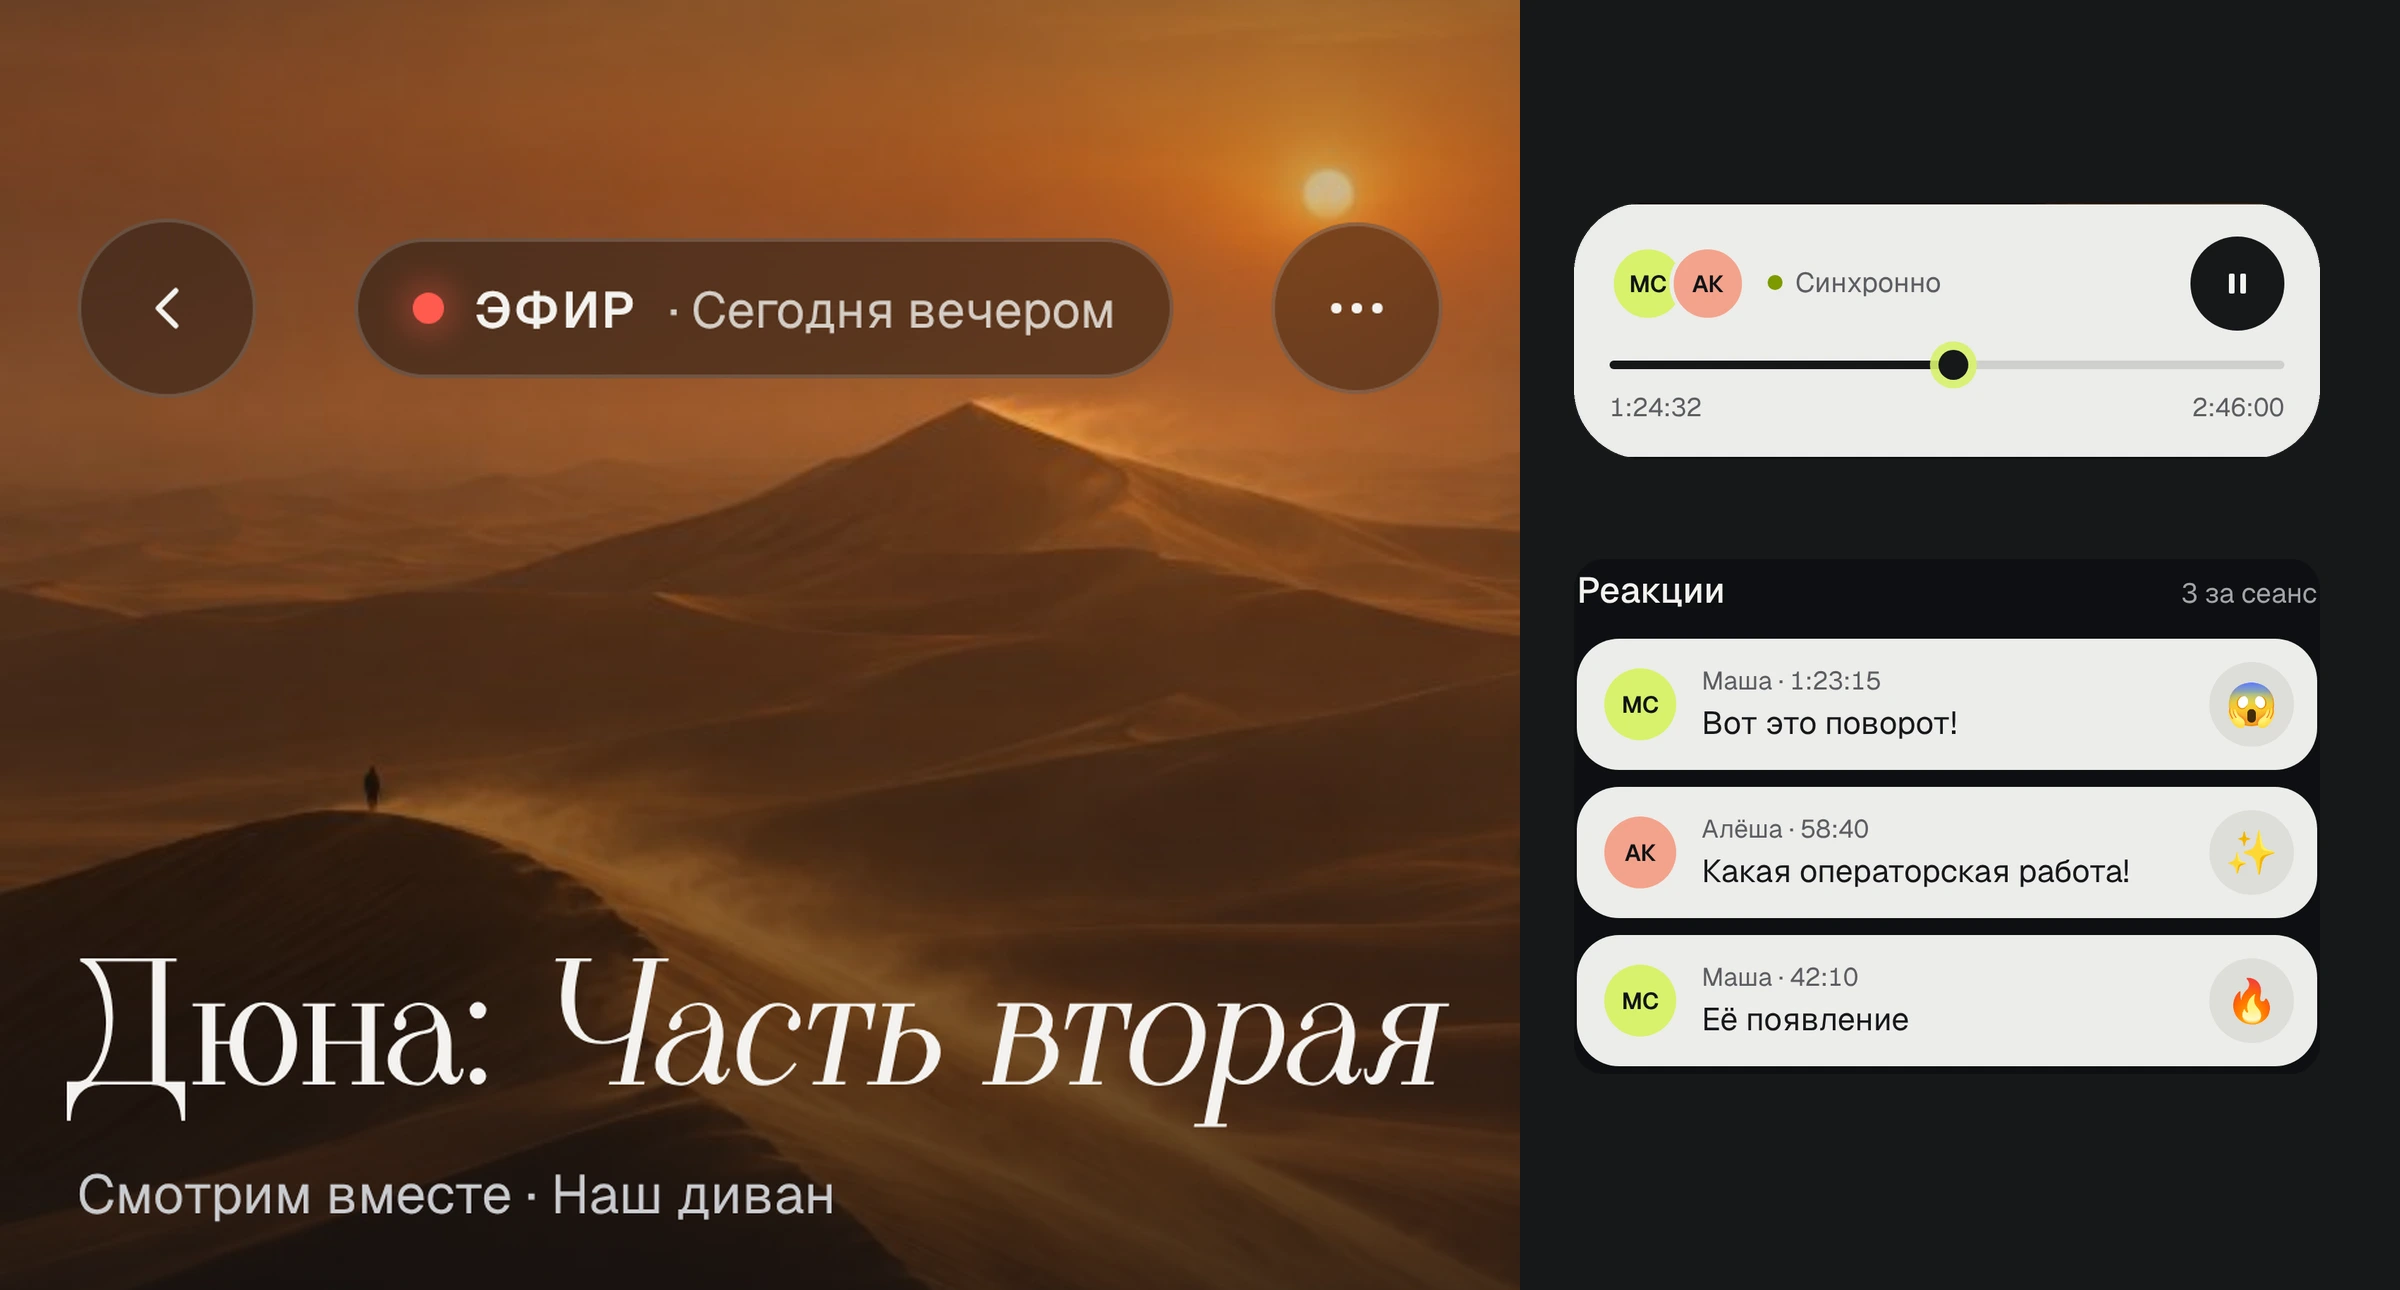 ЭФИР · Сегодня вечером
Дюна: Часть вторая
Смотрим вместе · Наш диван
МС АК Синхронно
1:24:32 2:46:00
Реакции 3 за сеанс
МС
Маша · 1:23:15
Вот это поворот!
АК
Алёша · 58:40
Какая операторская работа!
МС
Маша · 42:10
Её появление